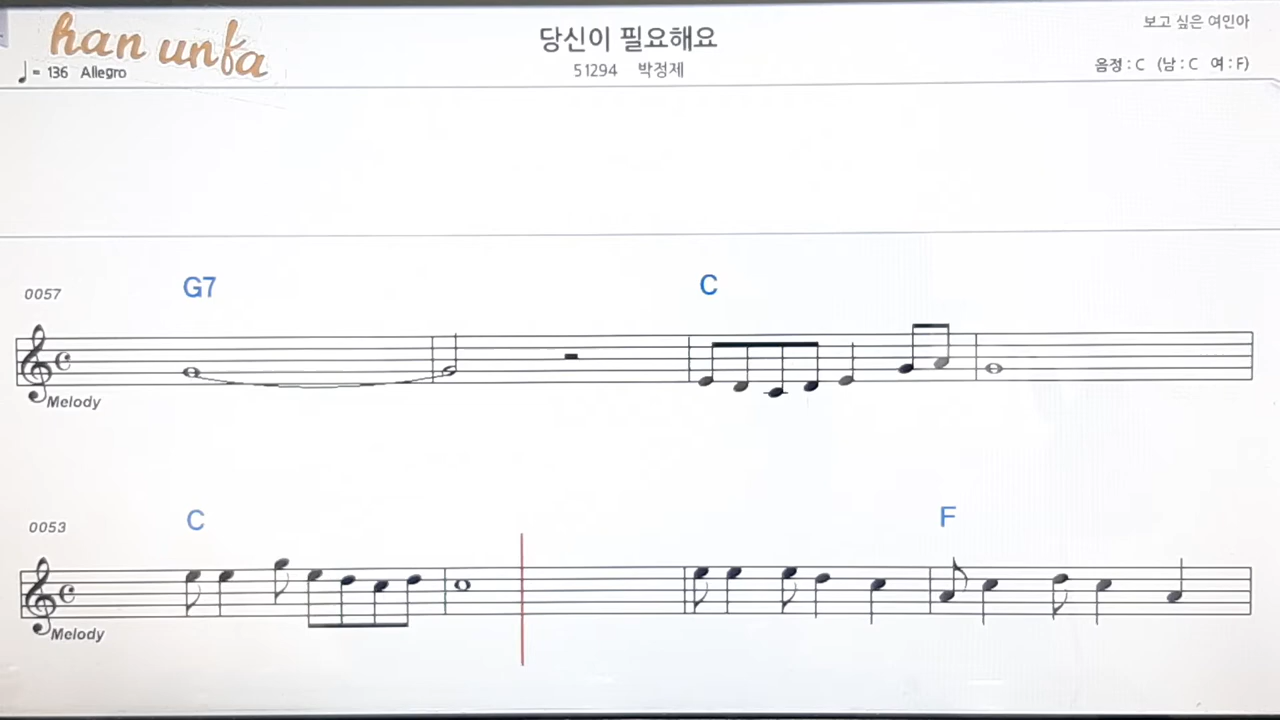 han unfa
♩= 136 Allegro
당신이 필요해요
51294 박정제
보고 싶은 여인아
음정 : C (남 : C 여 : F)
0057
G7
C
Melody
0053
C
F
Melody